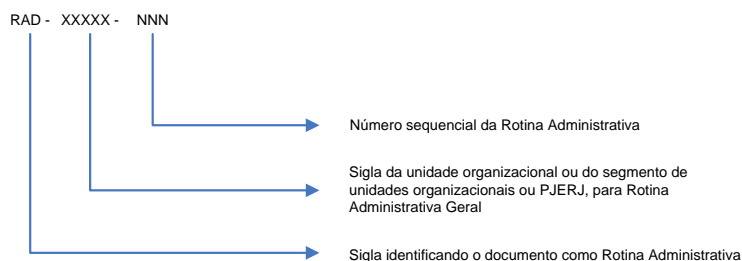 RAD - XXXXX - NNN
Número sequencial da Rotina Administrativa
Sigla da unidade organizacional ou do segmento de
unidades organizacionais ou PJERJ, para Rotina
Administrativa Geral
Sigla identificando o documento como Rotina Administrativa